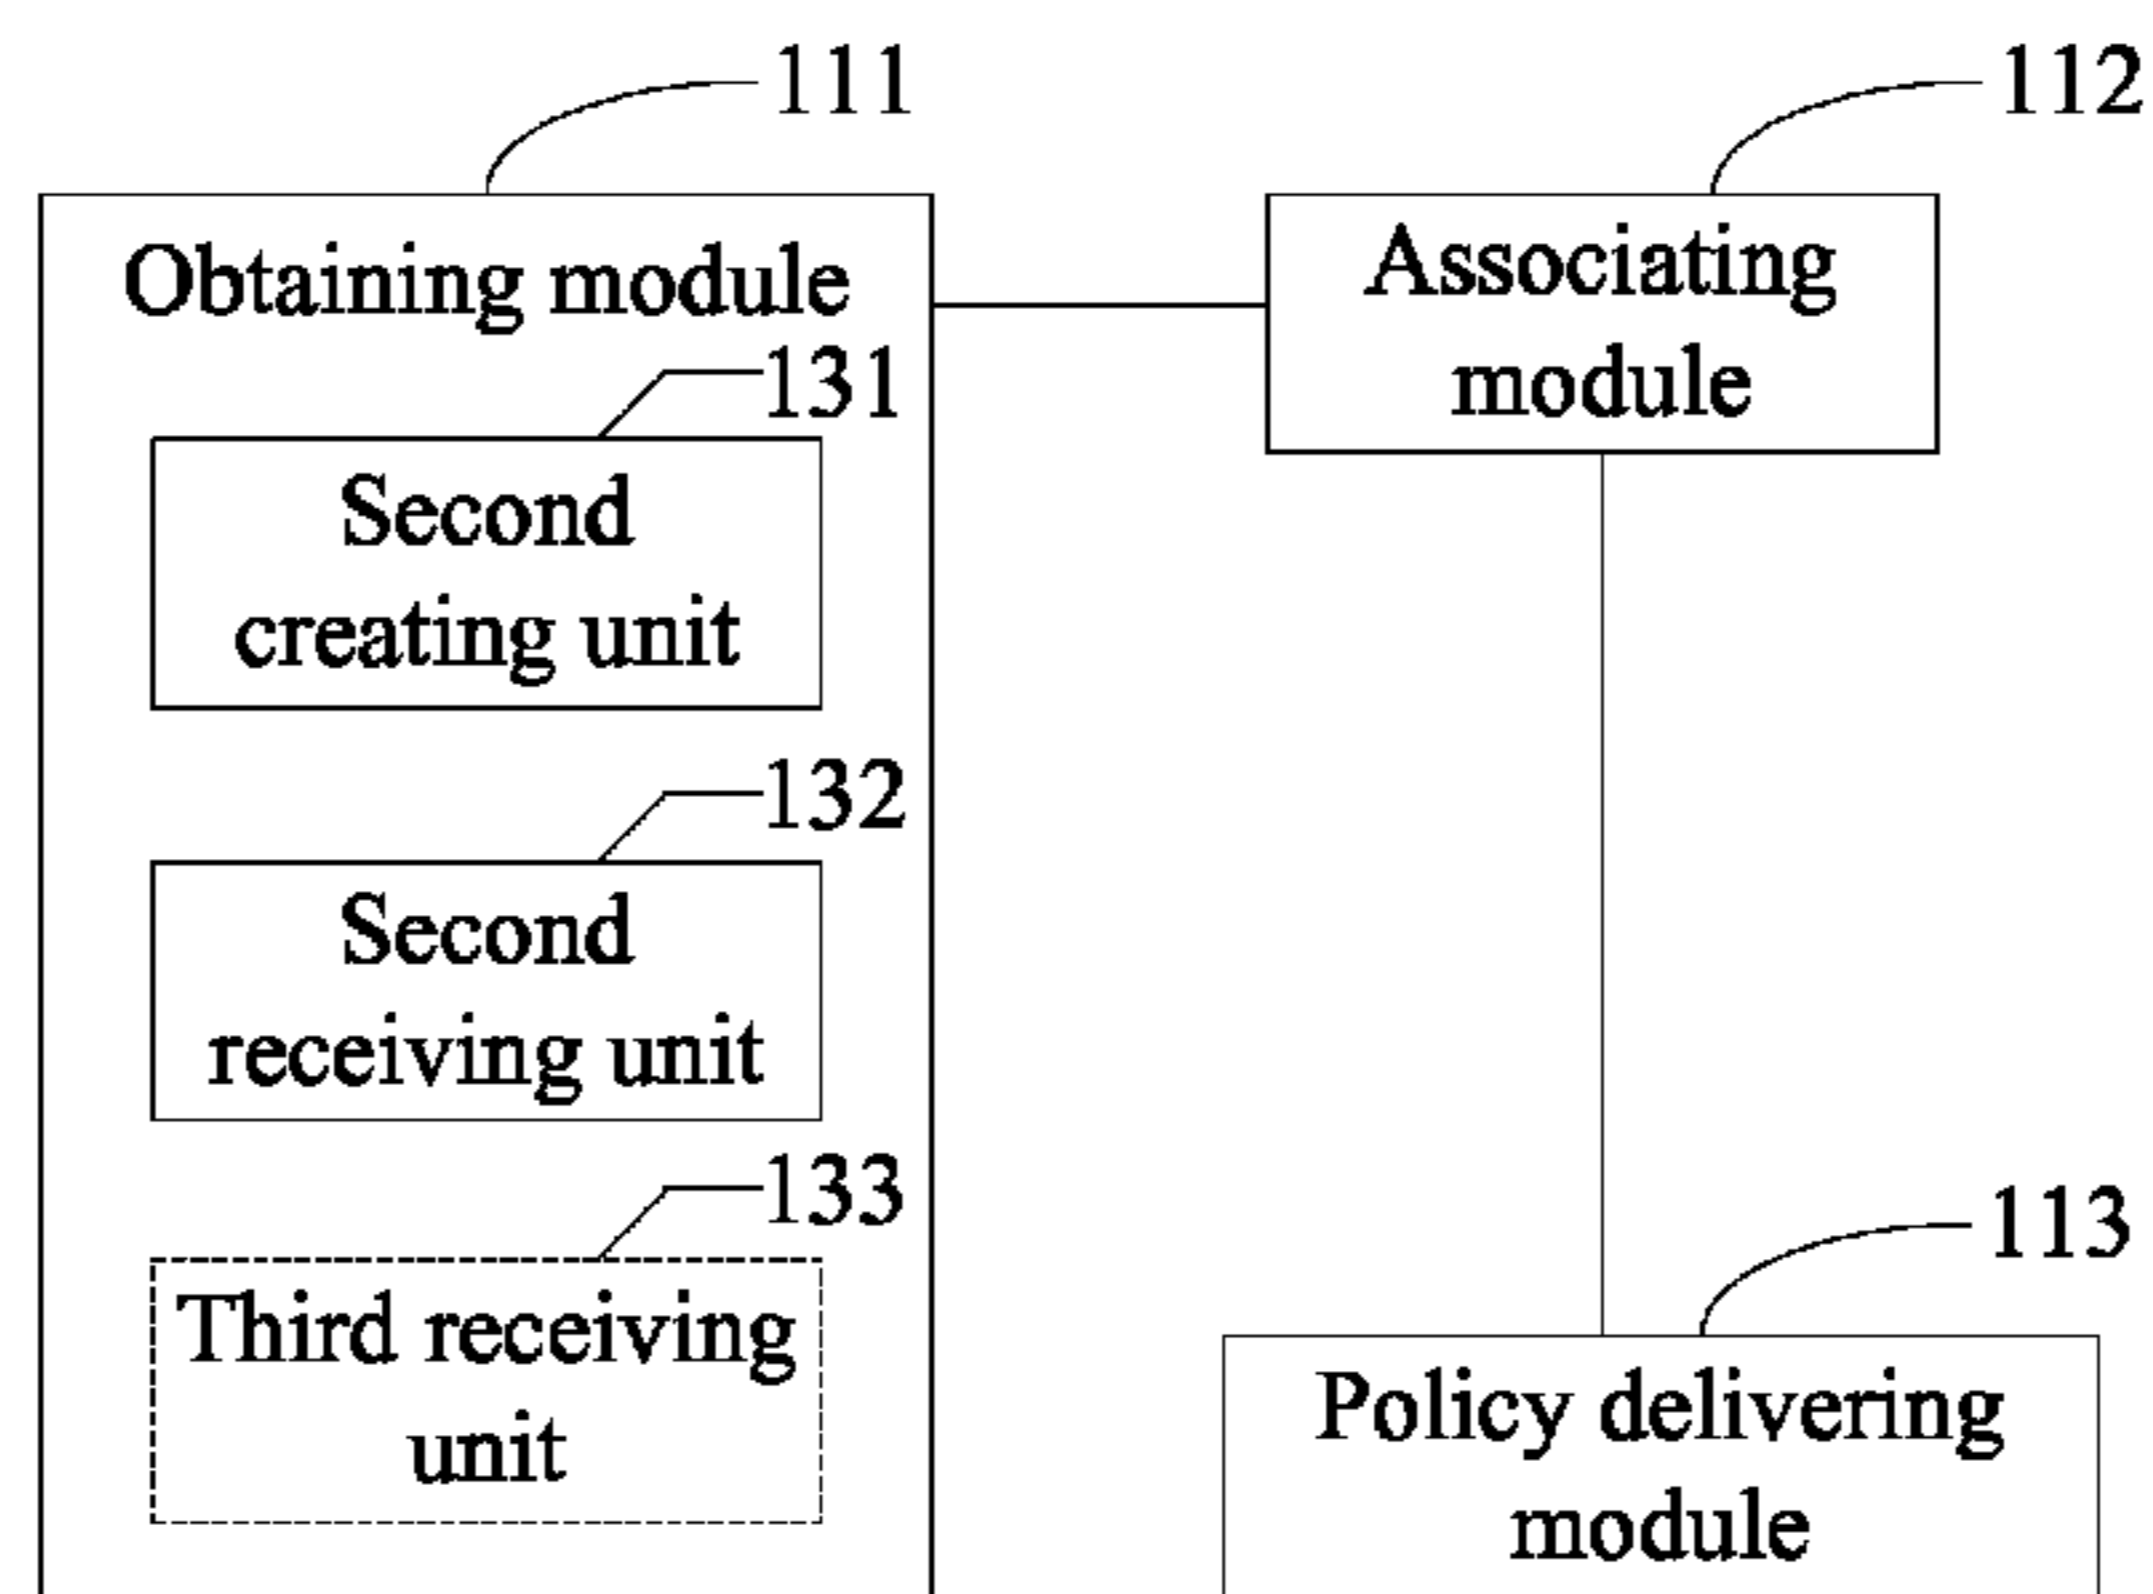 111
112
Obtaining module
Associating
module
131
Second
creating unit
132
Second
receiving unit
133
Third receiving
unit
113
Policy delivering
module